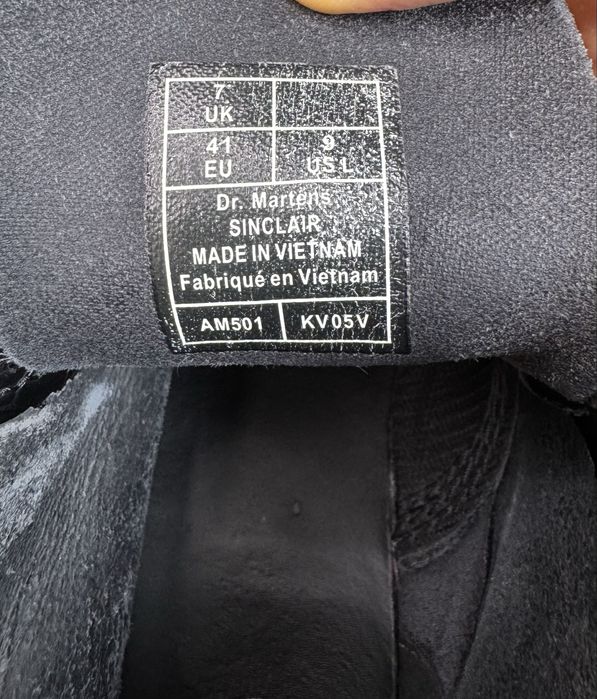 7
UK
41
EU
9
US L
Dr. Martens
SINCLAIR
MADE IN VIETNAM
Fabriqué en Vietnam
AM501 KV05V